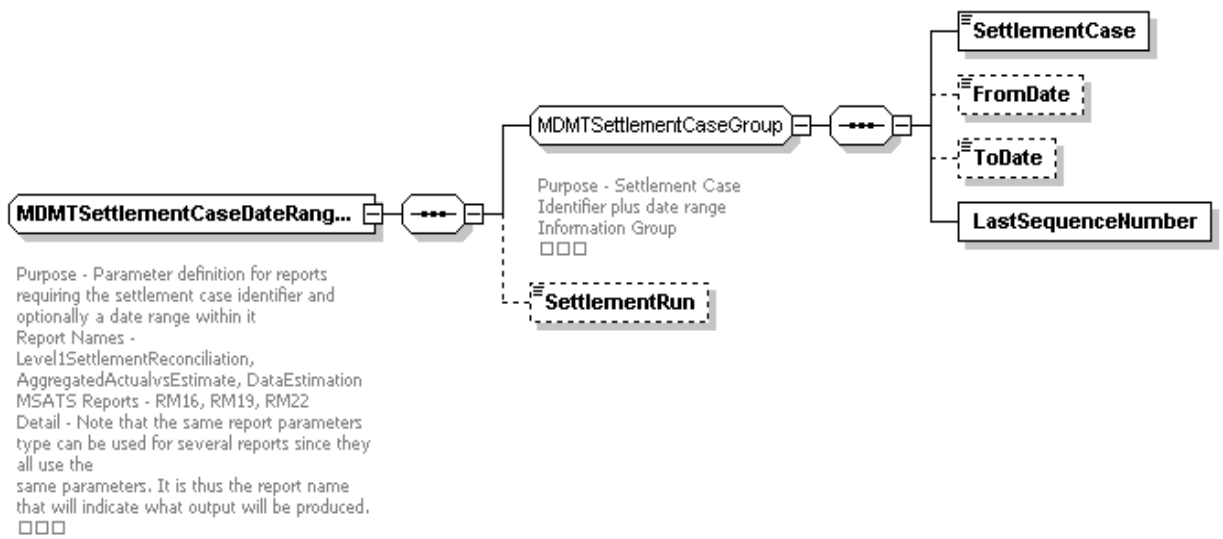 SettlementCase
FromDate
MDMTSettlementCaseGroup
ToDate
Purpose - Settlement Case
Identifier plus date range
Information Group
LastSequenceNumber
MDMTSettlementCaseDateRang...
SettlementRun
Purpose - Parameter definition for reports
requiring the settlement case identifier and
optionally a date range within it
Report Names -
Level1SettlementReconciliation,
AggregatedActualvsEstimate, DataEstimation
MSATS Reports - RM16, RM19, RM22
Detail - Note that the same report parameters
type can be used for several reports since they
all use the
same parameters. It is thus the report name
that will indicate what output will be produced.